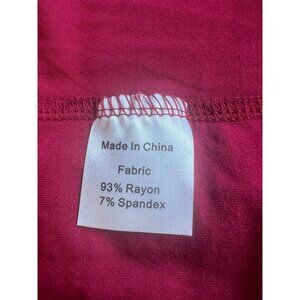 Made In China
Fabric
93% Rayon
7% Spandex